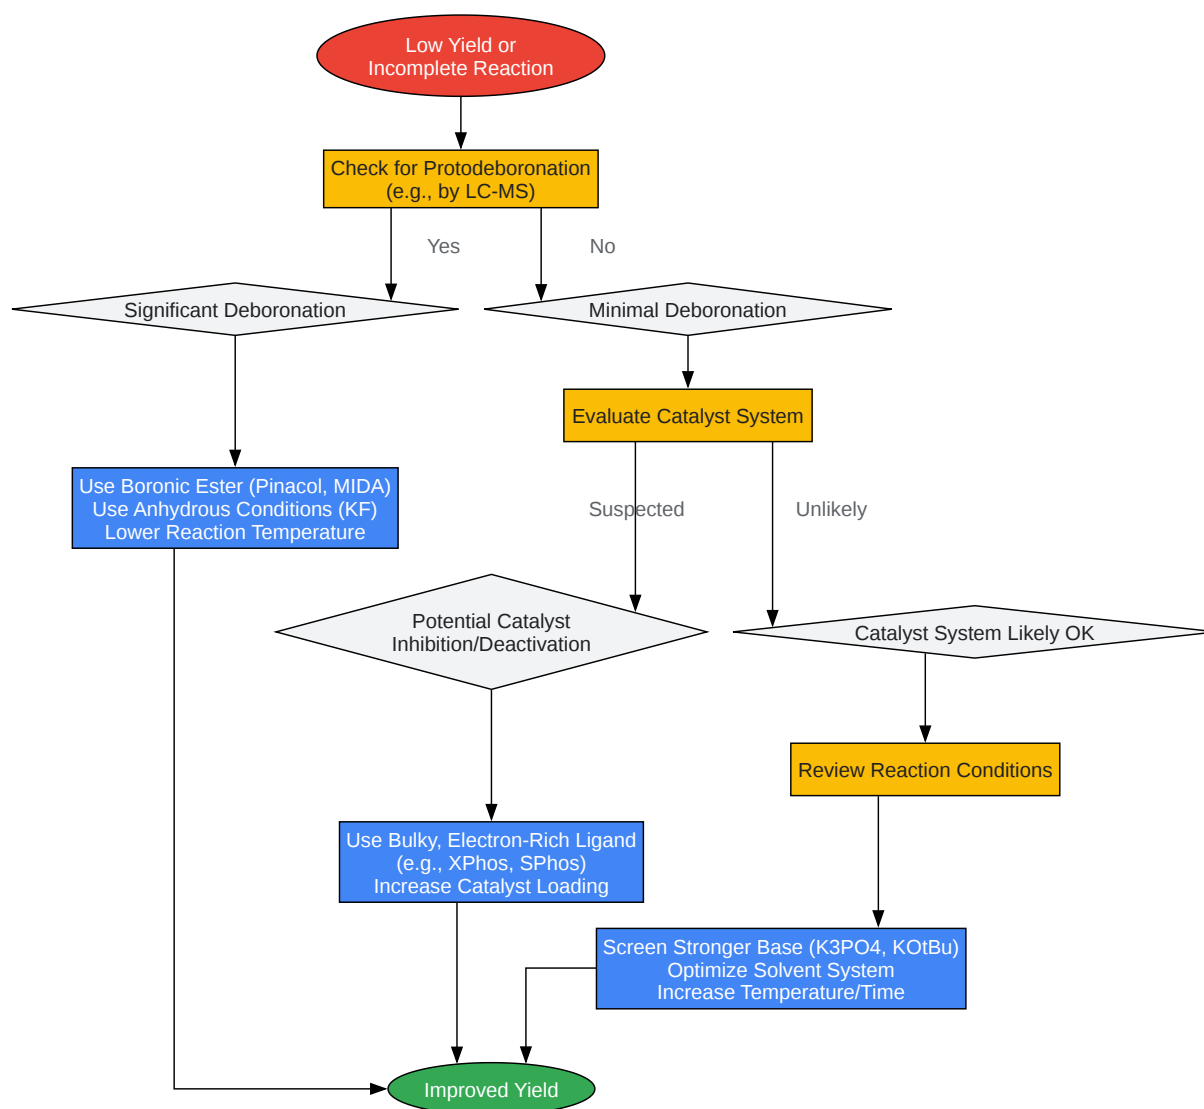 Low Yield or
Incomplete Reaction
Check for Protodeboronation
(e.g., by LC-MS)
Yes
No
Significant Deboronation
Minimal Deboronation
Evaluate Catalyst System
Use Boronic Ester (Pinacol, MIDA)
Use Anhydrous Conditions (KF)
Lower Reaction Temperature
Suspected
Unlikely
Potential Catalyst
Inhibition/Deactivation
Catalyst System Likely OK
Review Reaction Conditions
Use Bulky, Electron-Rich Ligand
(e.g., XPhos, SPhos)
Increase Catalyst Loading
Screen Stronger Base (K3PO4, KOtBu)
Optimize Solvent System
Increase Temperature/Time
Improved Yield